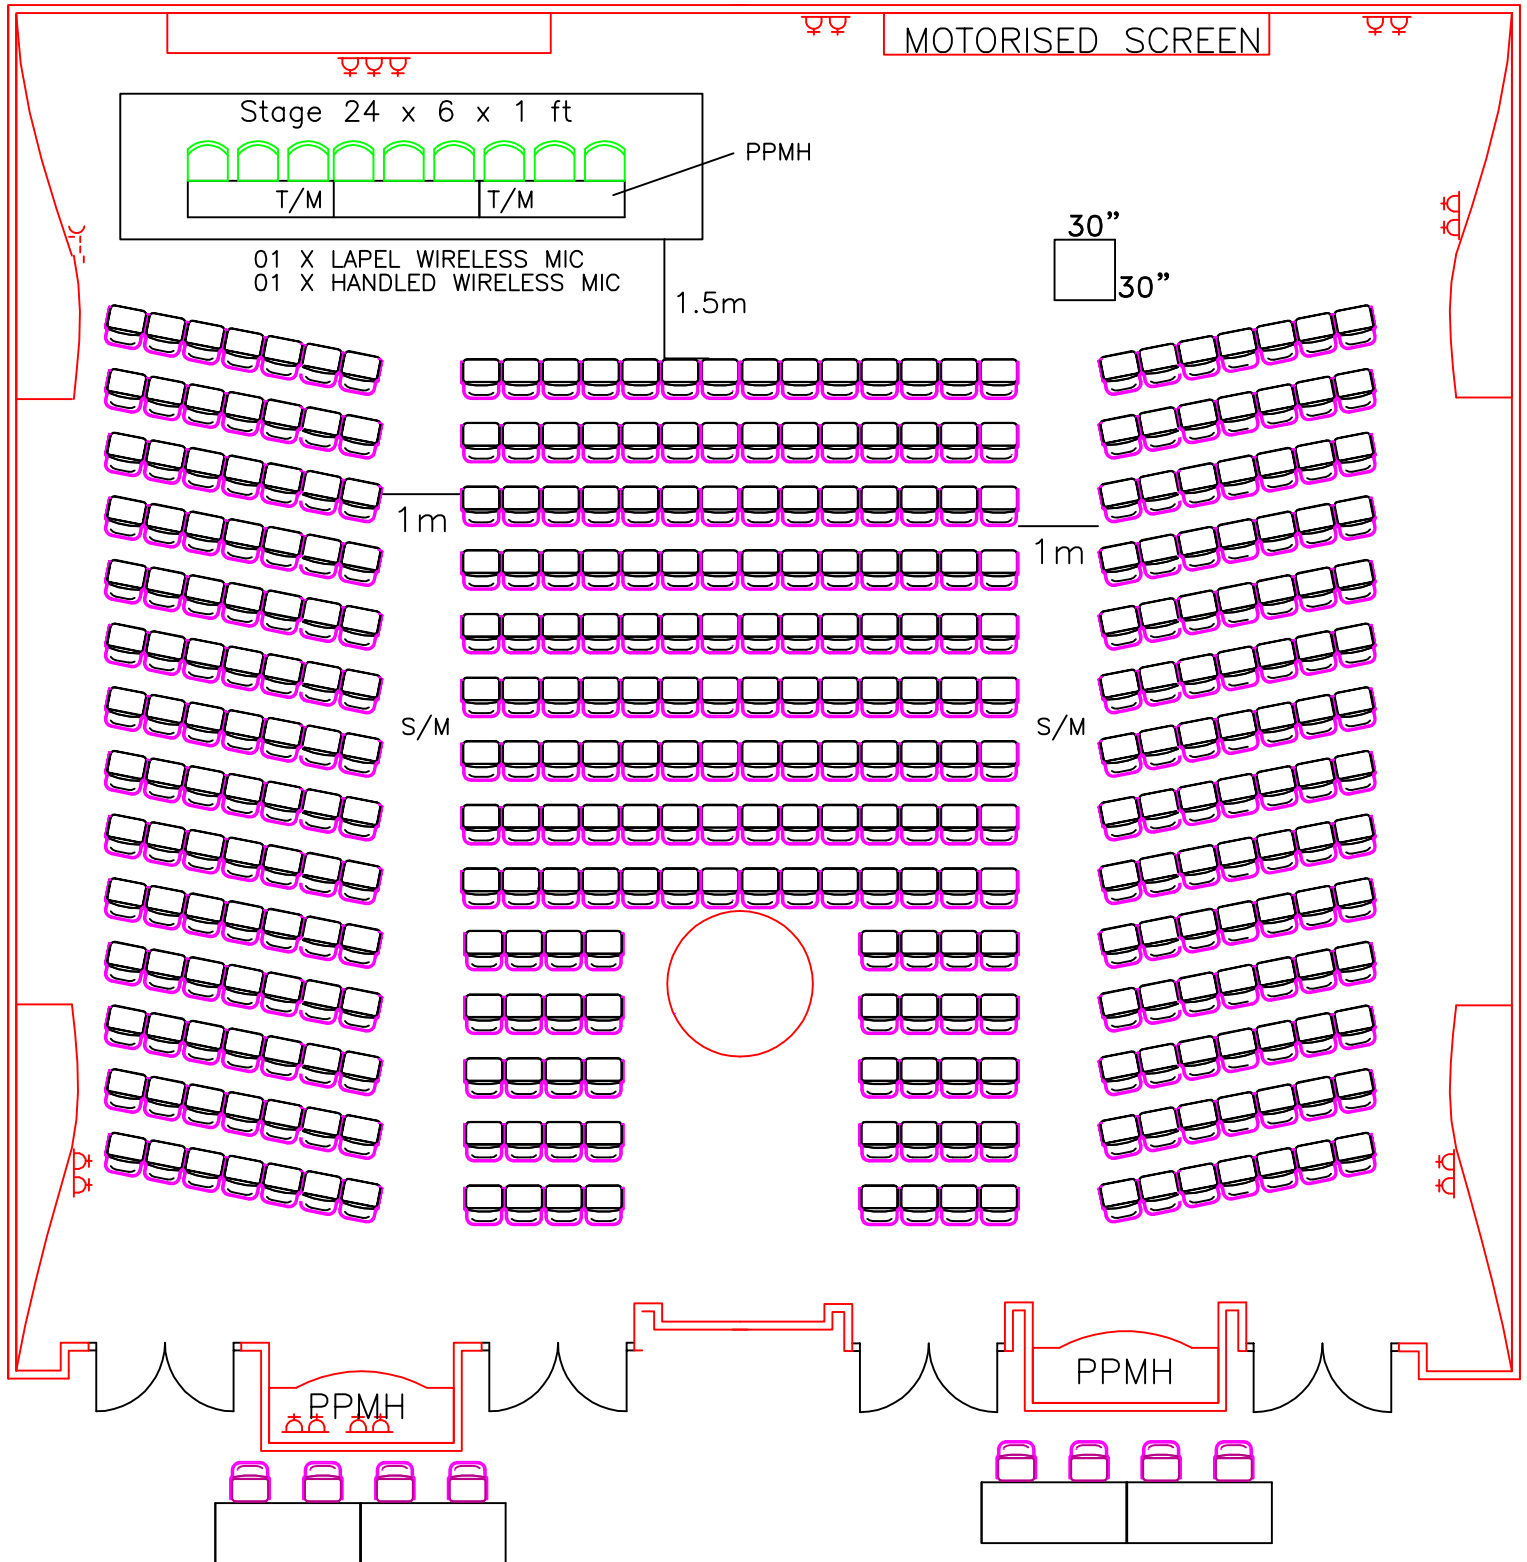 MOTORISED SCREEN
Stage 24 x 6 x 1 ft
PPMH
T/M
T/M
30”
30”
01 X LAPEL WIRELESS MIC
01 X HANDLED WIRELESS MIC
1.5m
1m
1m
S/M
S/M
PPMH
PPMH